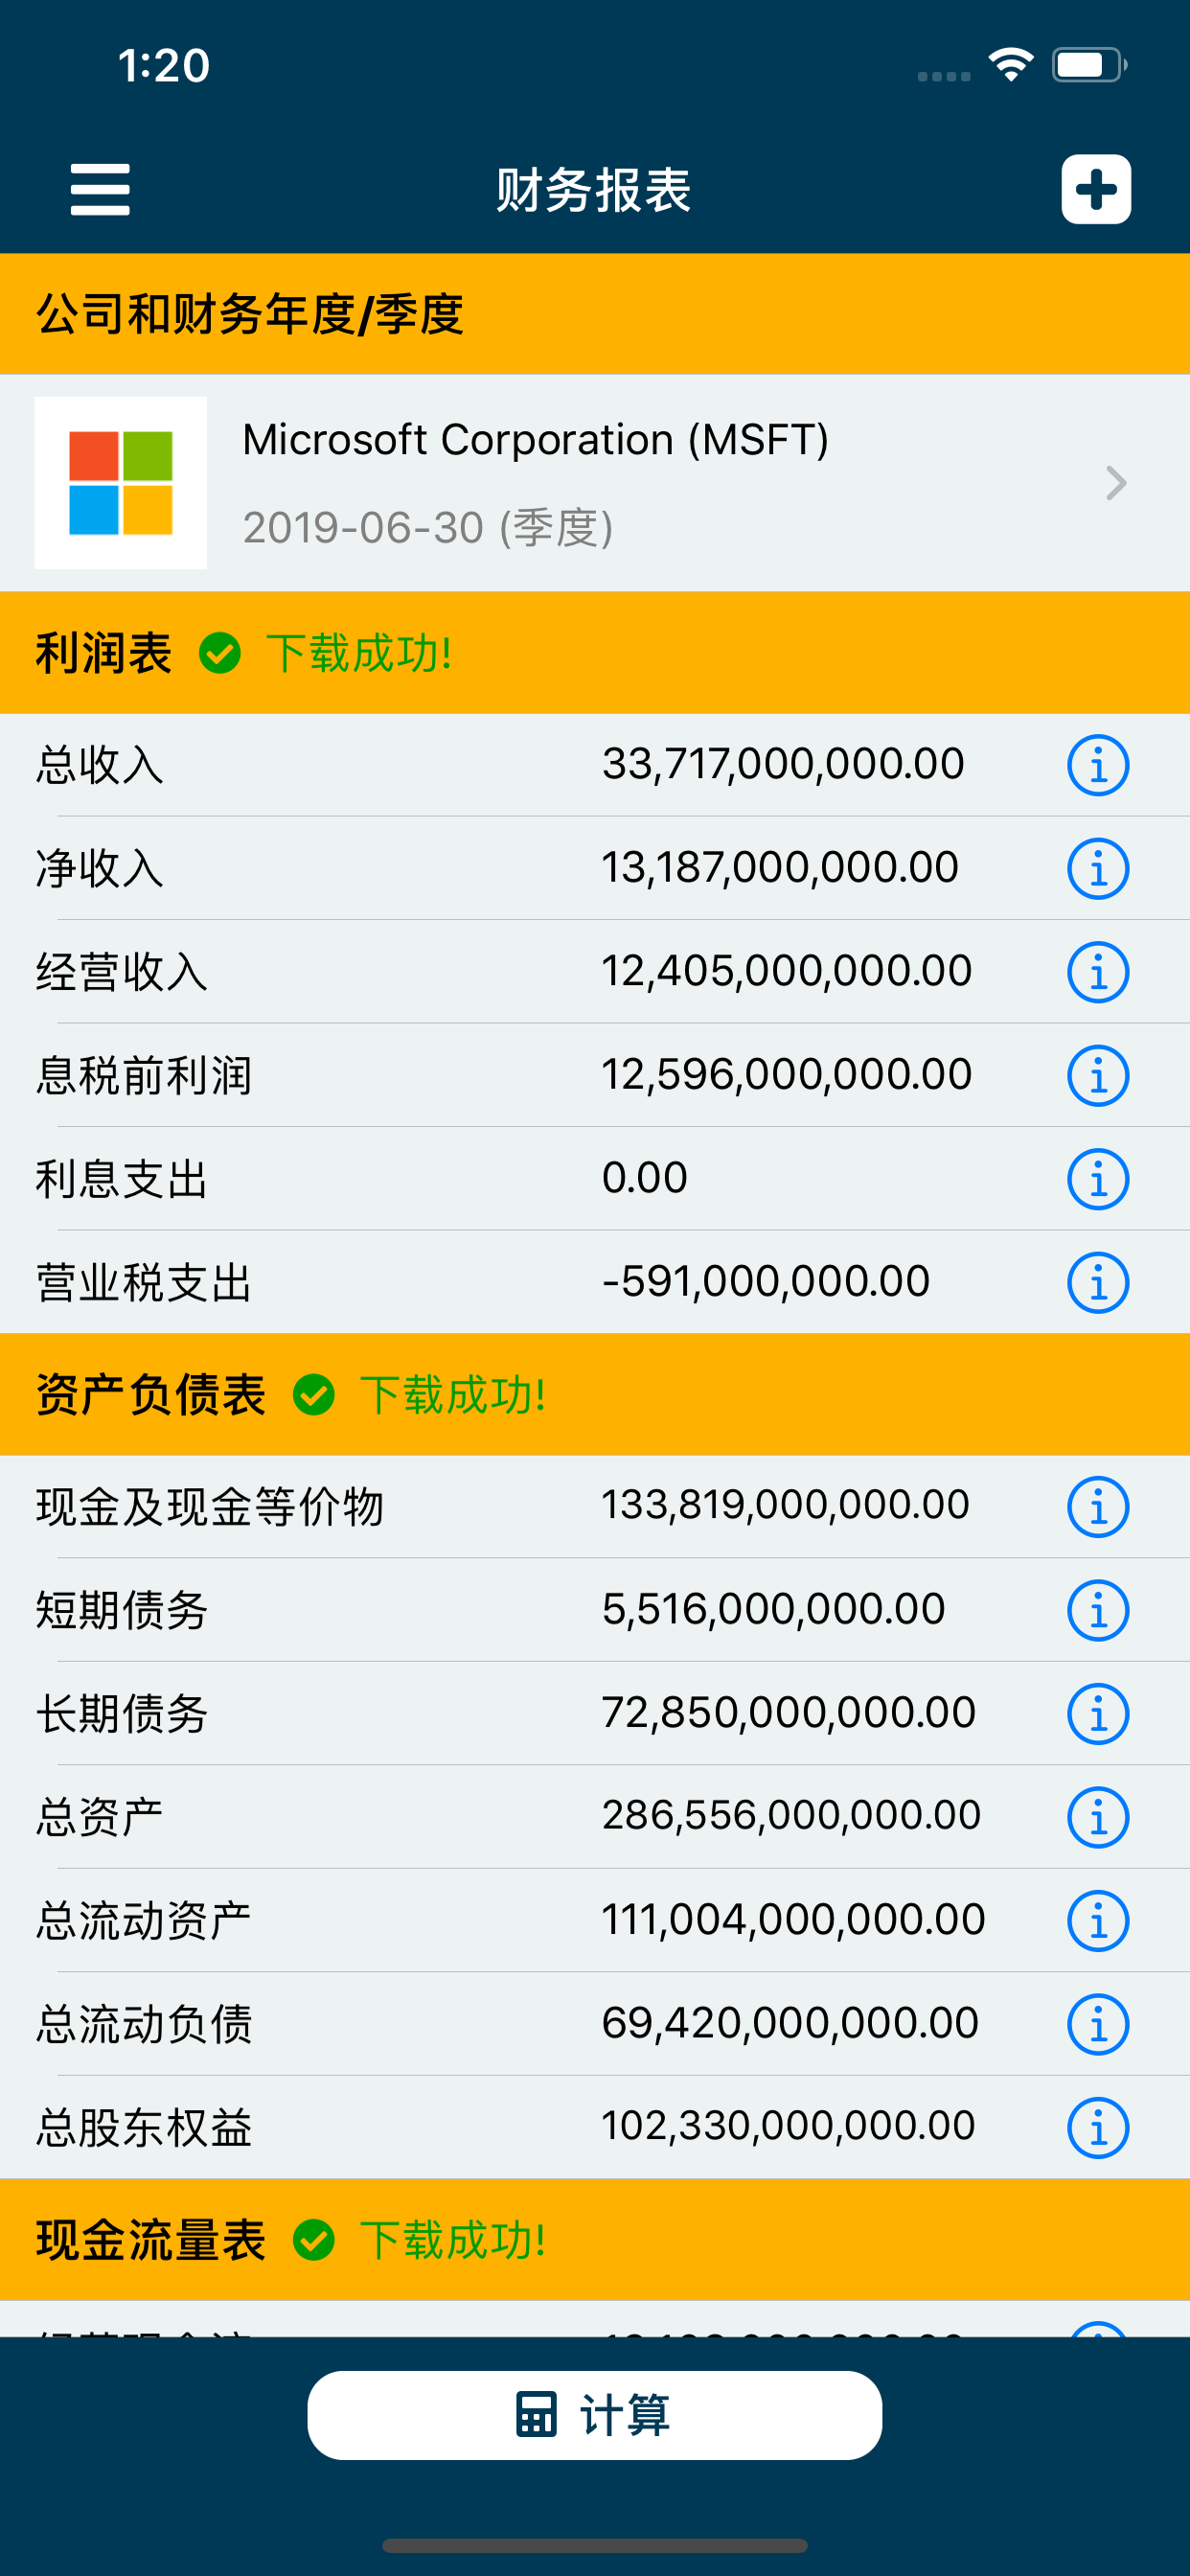 1:20
财务报表
公司和财务年度/季度
Microsoft Corporation (MSFT)
2019-06-30 (季度)
利润表 下载成功!
总收入 33,717,000,000.00
净收入 13,187,000,000.00
经营收入 12,405,000,000.00
息税前利润 12,596,000,000.00
利息支出 0.00
营业税支出 -591,000,000.00
资产负债表 下载成功!
现金及现金等价物 133,819,000,000.00
短期债务 5,516,000,000.00
长期债务 72,850,000,000.00
总资产 286,556,000,000.00
总流动资产 111,004,000,000.00
总流动负债 69,420,000,000.00
总股东权益 102,330,000,000.00
现金流量表 下载成功!
计算